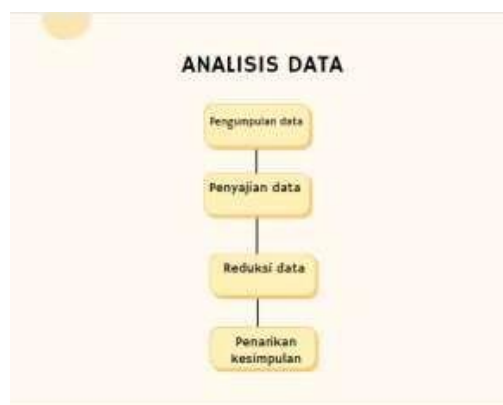 ANALISIS DATA
Pengumpulan data
Penyajian data
Reduksi data
Penarikan
kesimpulan